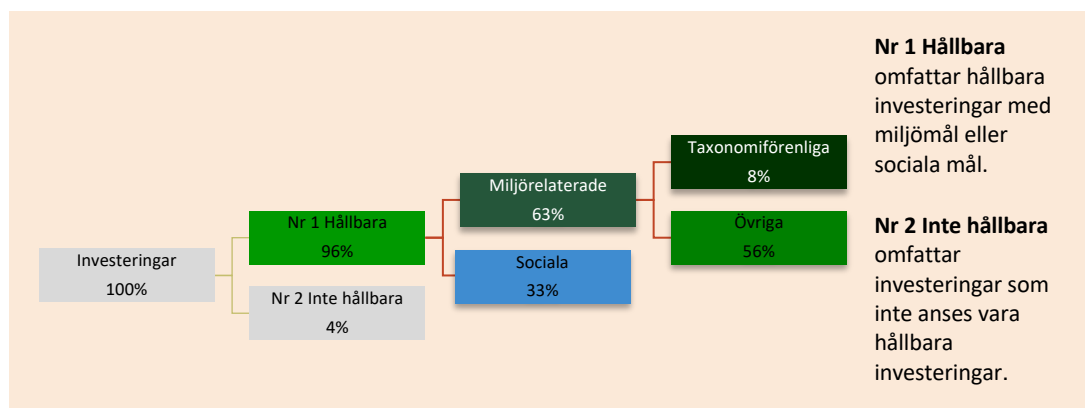 Investeringar
100%
Nr 1 Hållbara
96%
Nr 2 Inte hållbara
4%
Miljörelaterade
63%
Sociala
33%
Taxonomiförenliga
8%
Övriga
56%
Nr 1 Hållbara
omfattar hållbara
investeringar med
miljömål eller
sociala mål.
Nr 2 Inte hållbara
omfattar
investeringar som
inte anses vara
hållbara
investeringar.